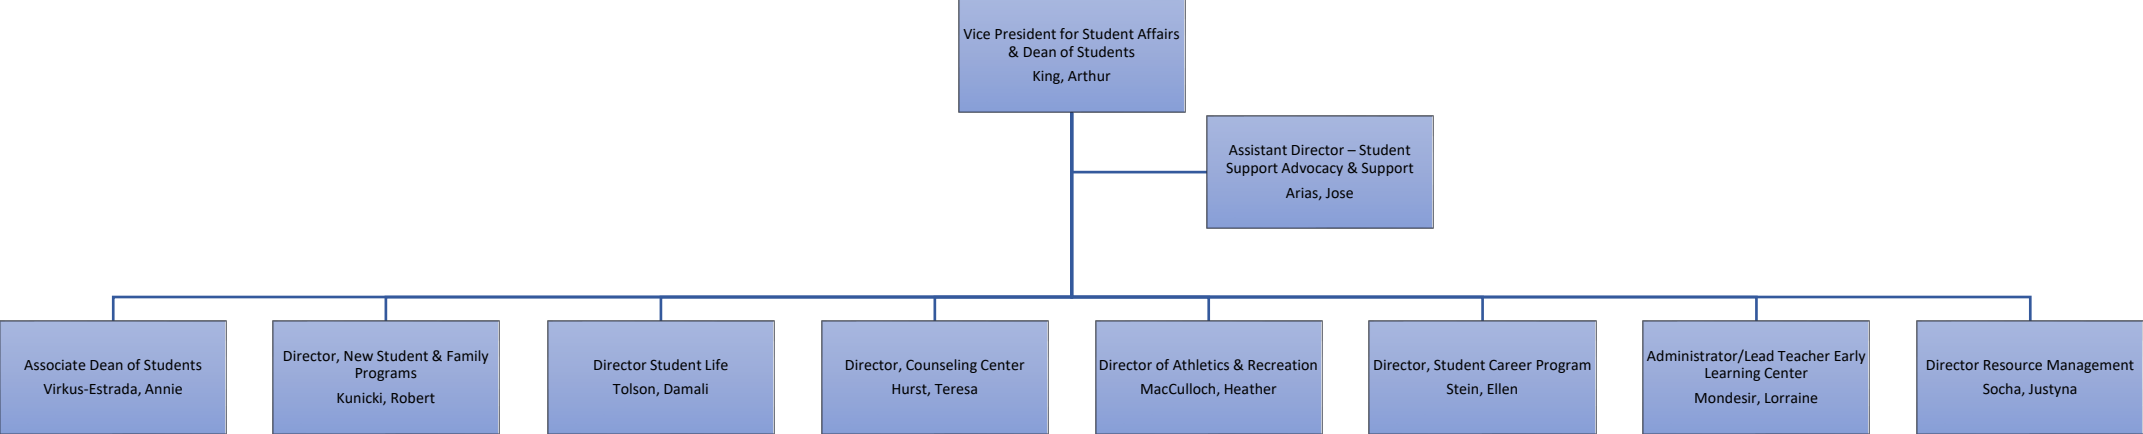 Vice President for Student Affairs
& Dean of Students
King, Arthur
Assistant Director – Student
Support Advocacy & Support
Arias, Jose
Associate Dean of Students
Virkus-Estrada, Annie
Director, New Student & Family
Programs
Kunicki, Robert
Director Student Life
Tolson, Damali
Director, Counseling Center
Hurst, Teresa
Director of Athletics & Recreation
MacCulloch, Heather
Director, Student Career Program
Stein, Ellen
Administrator/Lead Teacher Early
Learning Center
Mondesir, Lorraine
Director Resource Management
Socha, Justyna